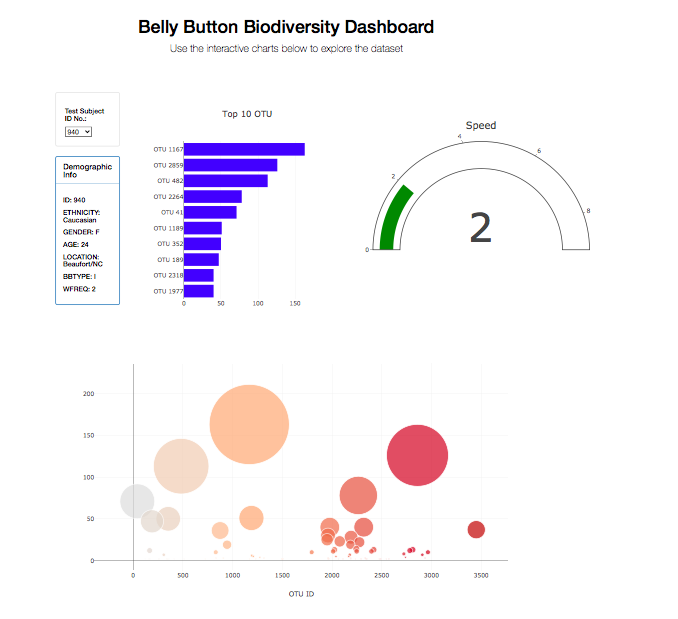 Belly Button Biodiversity Dashboard
Use the interactive charts below to explore the dataset
Test Subject
ID No.:
940
Demographic
Info
ID: 940
ETHNICITY:
Caucasian
GENDER: F
AGE: 24
LOCATION:
Beaufort/NC
BBTYPE: I
WFREQ: 2
Top 10 OTU
OTU 1167
OTU 2859
OTU 482
OTU 2264
OTU 41
OTU 1189
OTU 352
OTU 189
OTU 2318
OTU 1977
0 50 100 150
Speed
0
2
4
6
8
2
200
150
100
50
0
0 500 1000 1500 2000 2500 3000 3500
OTU ID